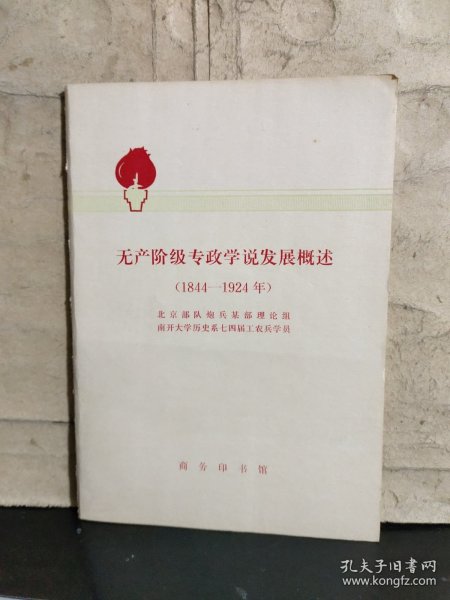 无产阶级专政学说发展概述
(1844—1924年)
北京部队炮兵某部理论组
南开大学历史系七四届工农兵学员
商务印书馆
孔夫子旧书网
www.kongfz.com